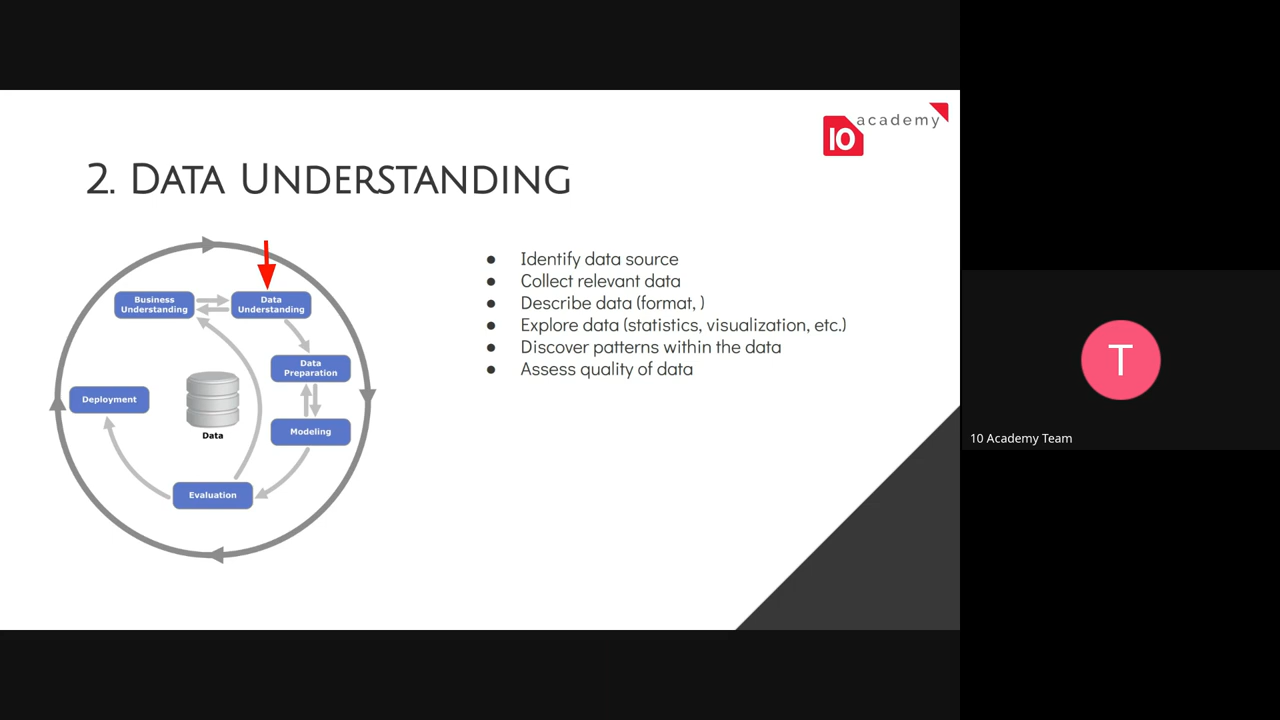 10 academy
2. DATA UNDERSTANDING
● Identify data source
● Collect relevant data
● Describe data (format, )
● Explore data (statistics, visualization, etc.)
● Discover patterns within the data
● Assess quality of data
Business
Understanding
Data
Understanding
Data
Preparation
Modeling
Evaluation
Deployment
Data
T
10 Academy Team